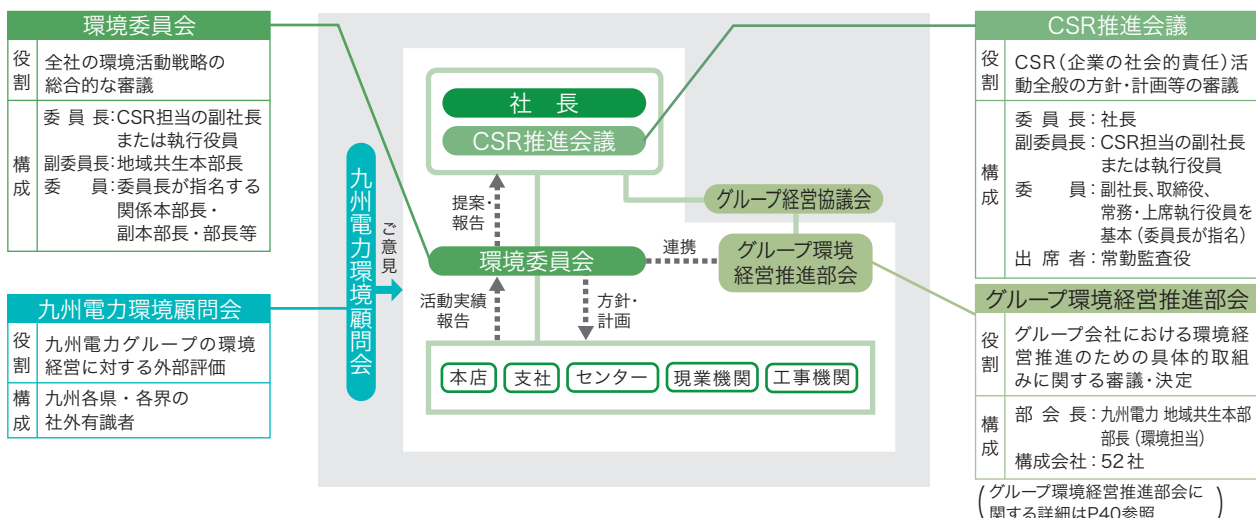 環境委員会
役割
全社の環境活動戦略の
総合的な審議
構成
委員長:CSR担当の副社長
または執行役員
副委員長:地域共生本部長
委員:委員長が指名する
関係本部長・
副本部長・部長等
九州電力環境顧問会
役割
九州電力グループの環境
経営に対する外部評価
構成
九州各県・各界の
社外有識者
九州電力環境顧問会
ご意見
社長
CSR推進会議
提案・
報告
環境委員会
連携
グループ経営協議会
グループ環境
経営推進部会
活動実績
報告
方針・
計画
本店
支社
センター
現業機関
工事機関
CSR推進会議
役割
CSR(企業の社会的責任)活
動全般の方針・計画等の審議
構成
委員長:社長
副委員長:CSR担当の副社長
または執行役員
委員:副社長、取締役、
常務・上席執行役員を
基本(委員長が指名)
出席者:常勤監査役
グループ環境経営推進部会
役割
グループ会社における環境経
営推進のための具体的取組
みに関する審議・決定
構成
部会長:九州電力 地域共生本部
部長(環境担当)
構成会社:52社
(グループ環境経営推進部会に
関する詳細はP40参照)